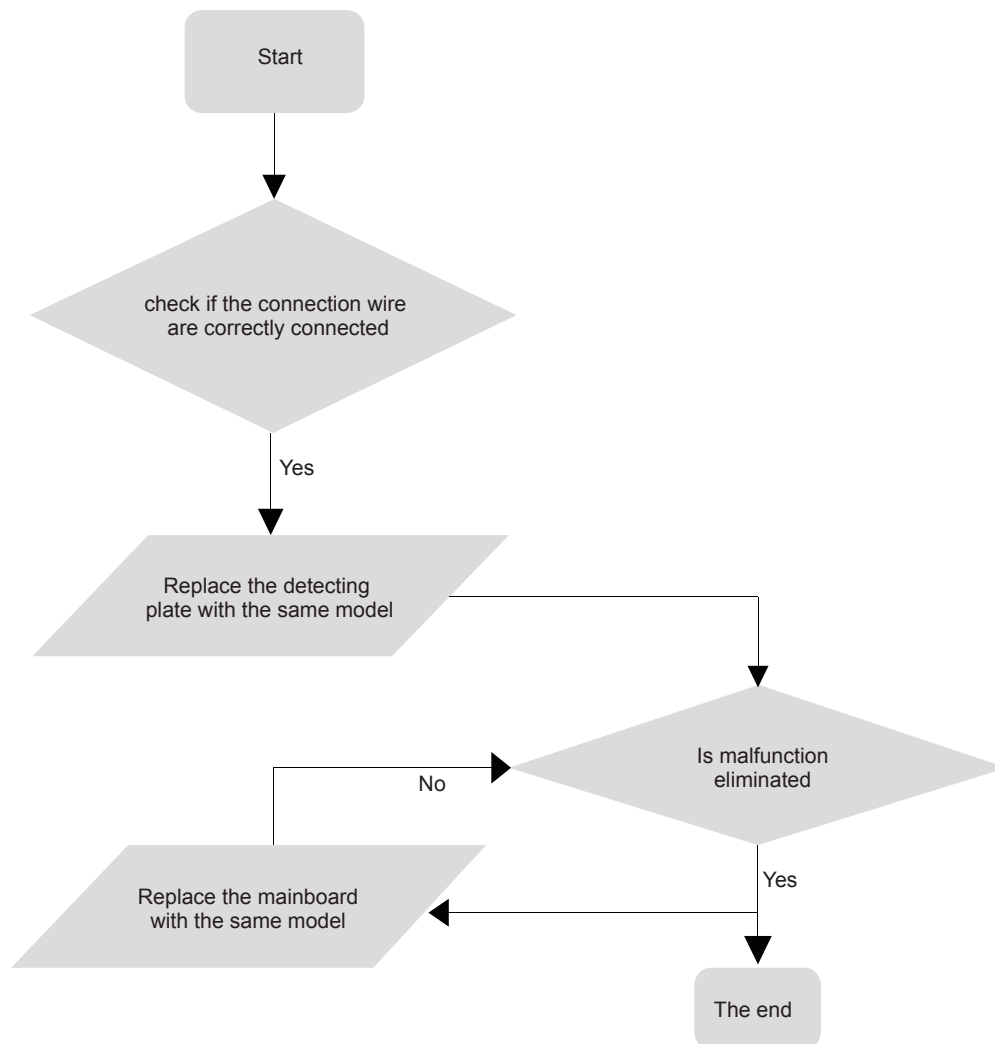 Start
check if the connection wire
are correctly connected
Yes
Replace the detecting
plate with the same model
Is malfunction
eliminated
No
Yes
Replace the mainboard
with the same model
The end